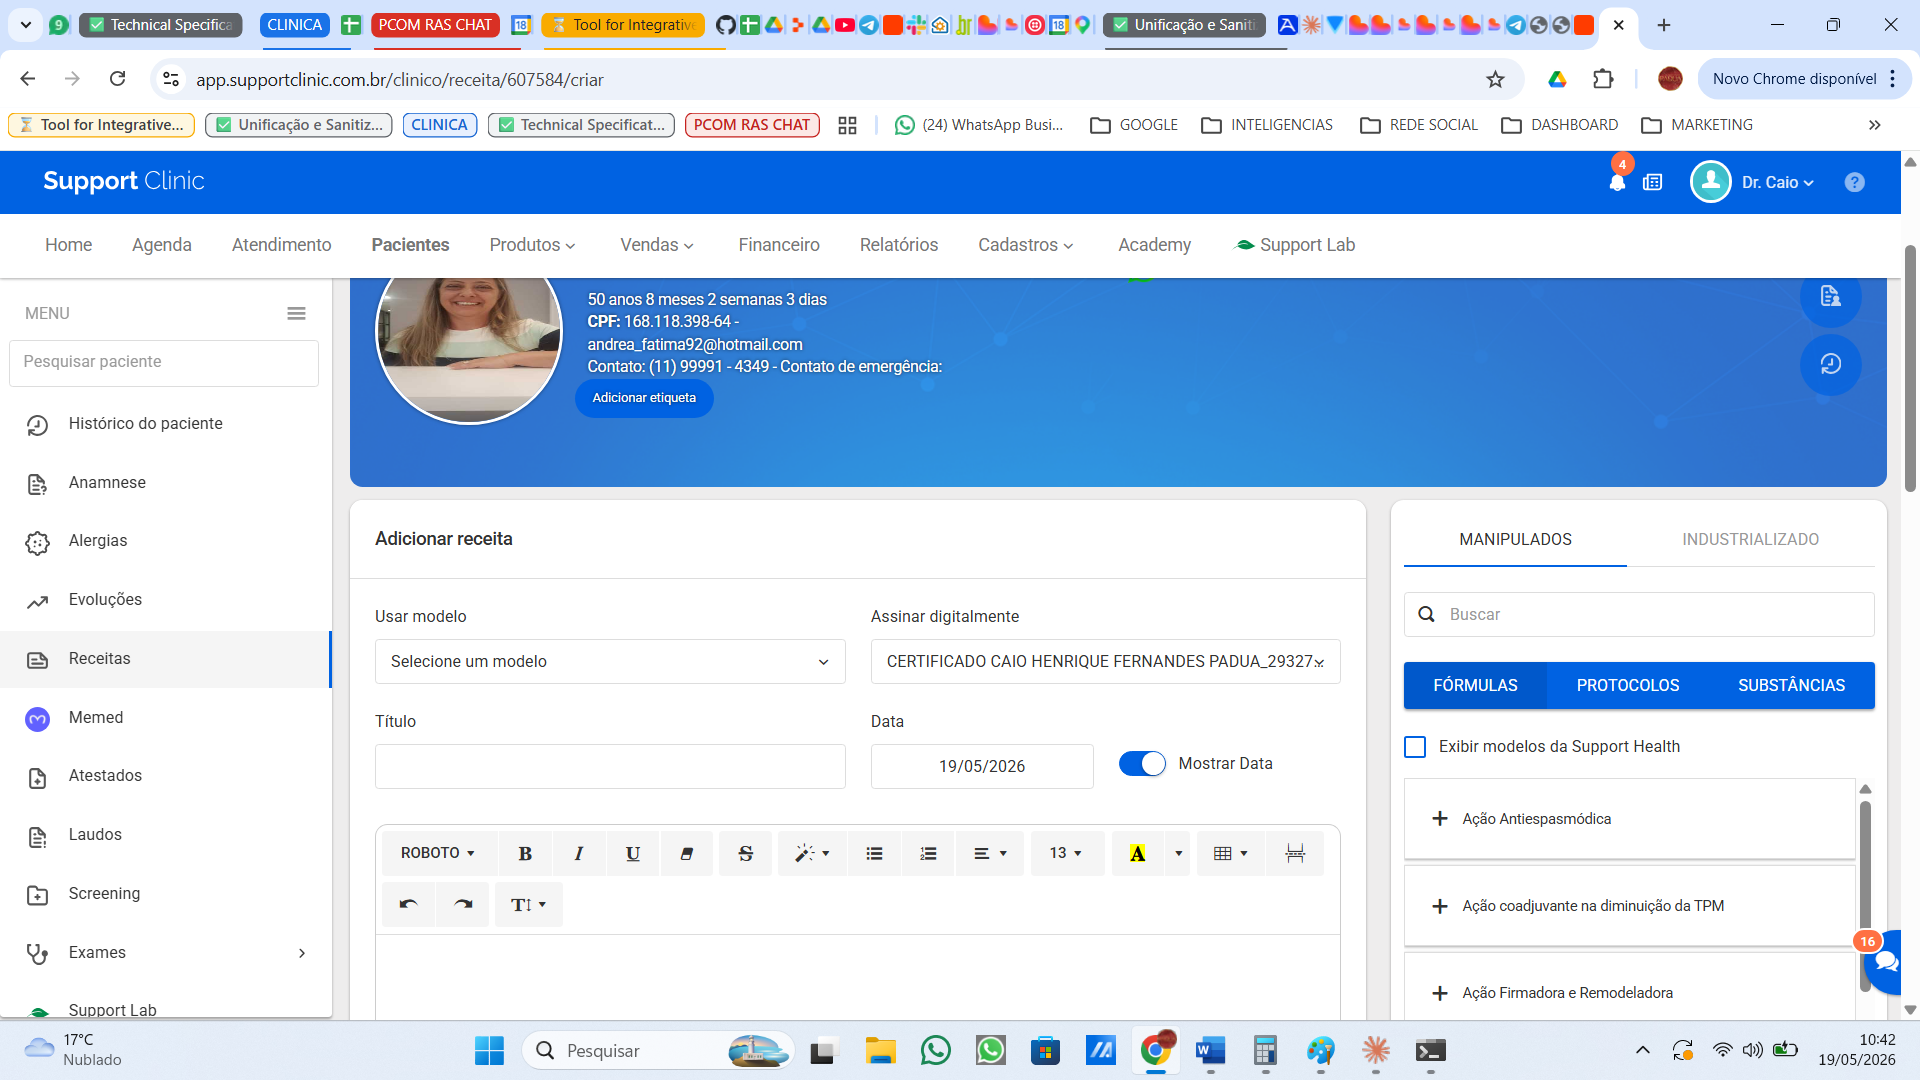 9
Technical Specifica
CLINICA
PCOM RAS CHAT
18
Tool for Integrative
18
Unificação e Saniti
app.supportclinic.com.br/clinico/receita/607584/criar
Novo Chrome disponível
Tool for Integrative...
Unificação e Sanitiz...
CLINICA
Technical Specificat...
PCOM RAS CHAT
(24) WhatsApp Busi...
GOOGLE
INTELIGENCIAS
REDE SOCIAL
DASHBOARD
MARKETING
Support Clinic
4
Dr. Caio
?
Home
Agenda
Atendimento
Pacientes
Produtos
Vendas
Financeiro
Relatórios
Cadastros
Academy
Support Lab
MENU
Pesquisar paciente
Histórico do paciente
Anamnese
Alergias
Evoluções
Receitas
Memed
Atestados
Laudos
Screening
Exames
Support Lab
50 anos 8 meses 2 semanas 3 dias
CPF: 168.118.398-64 -
andrea_fatima92@hotmail.com
Contato: (11) 99991 - 4349 - Contato de emergência:
Adicionar etiqueta
Adicionar receita
Usar modelo
Assinar digitalmente
Selecione um modelo
CERTIFICADO CAIO HENRIQUE FERNANDES PADUA_29327...
Título
Data
19/05/2026
Mostrar Data
ROBOTO
B
I
U
S
13
A
T
MANIPULADOS
INDUSTRIALIZADO
Buscar
FÓRMULAS
PROTOCOLOS
SUBSTÂNCIAS
Exibir modelos da Support Health
Ação Antiespasmódica
Ação coadjuvante na diminuição da TPM
Ação Firmadora e Remodeladora
16
17°C
Nublado
Pesquisar
10:42
19/05/2026